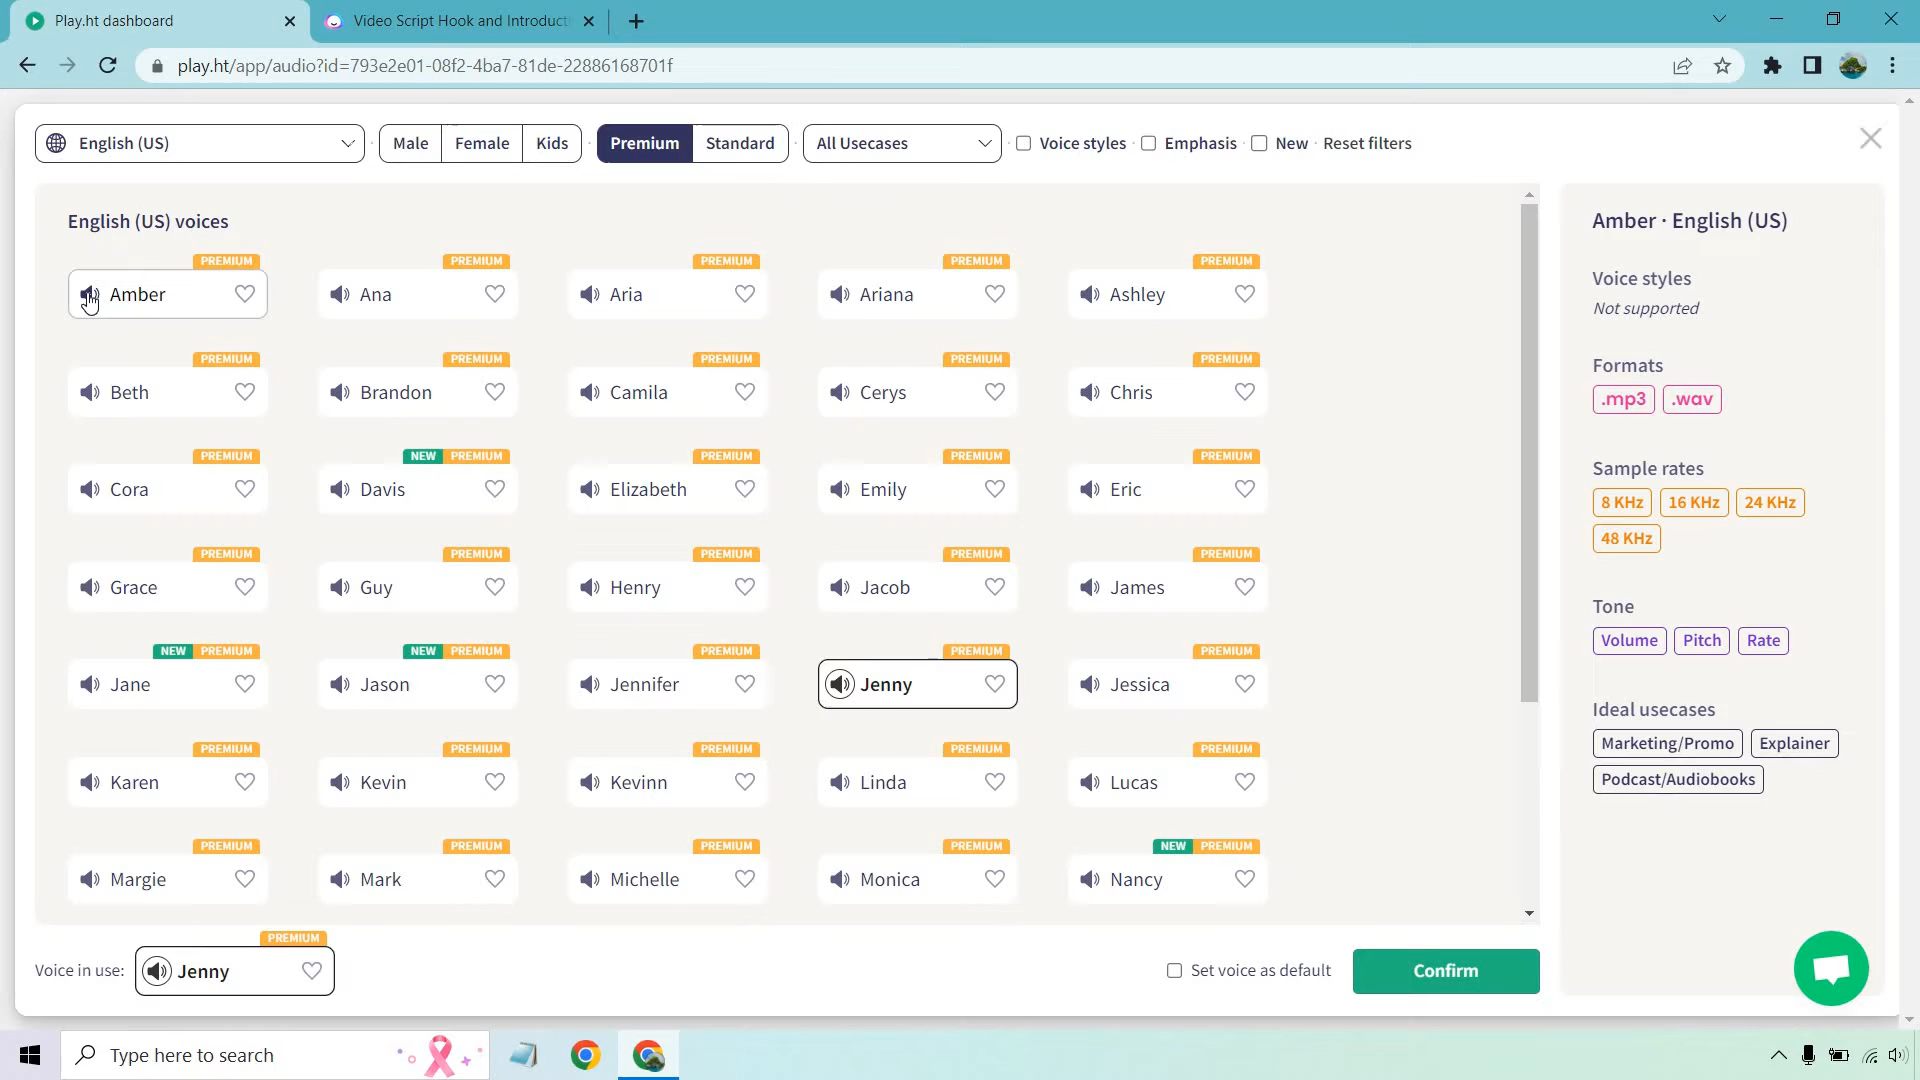 Play.ht dashboard
Video Script Hook and Introduct
play.ht/app/audio?id=793e2e01-08f2-4ba7-81de-22886168701f
English (US)
Male
Female
Kids
Premium
Standard
All Usecases
Voice styles
Emphasis
New
Reset filters
English (US) voices
PREMIUM
PREMIUM
PREMIUM
PREMIUM
PREMIUM
Amber
Ana
Aria
Ariana
Ashley
PREMIUM
PREMIUM
PREMIUM
PREMIUM
PREMIUM
Beth
Brandon
Camila
Cerys
Chris
PREMIUM
NEW PREMIUM
PREMIUM
PREMIUM
PREMIUM
Cora
Davis
Elizabeth
Emily
Eric
PREMIUM
PREMIUM
PREMIUM
PREMIUM
PREMIUM
Grace
Guy
Henry
Jacob
James
NEW PREMIUM
NEW PREMIUM
PREMIUM
PREMIUM
PREMIUM
Jane
Jason
Jennifer
Jenny
Jessica
PREMIUM
PREMIUM
PREMIUM
PREMIUM
PREMIUM
Karen
Kevin
Kevinn
Linda
Lucas
PREMIUM
PREMIUM
PREMIUM
PREMIUM
NEW PREMIUM
Margie
Mark
Michelle
Monica
Nancy
Amber · English (US)
Voice styles
Not supported
Formats
.mp3
.wav
Sample rates
8 KHz
16 KHz
24 KHz
48 KHz
Tone
Volume
Pitch
Rate
Ideal usecases
Marketing/Promo
Explainer
Podcast/Audiobooks
PREMIUM
Voice in use:
Jenny
Set voice as default
Confirm
Type here to search